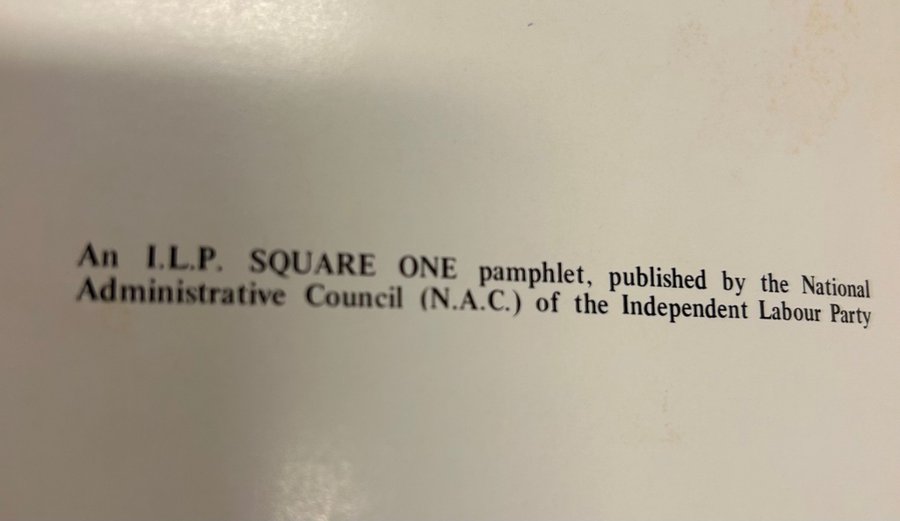 An I.L.P. SQUARE ONE pamphlet, published by the National
Administrative Council (N.A.C.) of the Independent Labour Party